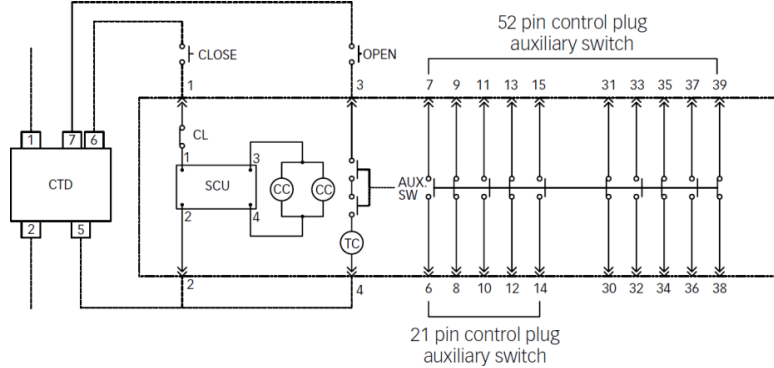 52 pin control plug
auxiliary switch
CLOSE
OPEN
1 3 7 9 11 13 15 31 33 35 37 39
1 7 6
CL
1 3
CTD
SCU
CC CC
AUX.
SW
2 4
TC
2 5
2 4 6 8 10 12 14 30 32 34 36 38
21 pin control plug
auxiliary switch